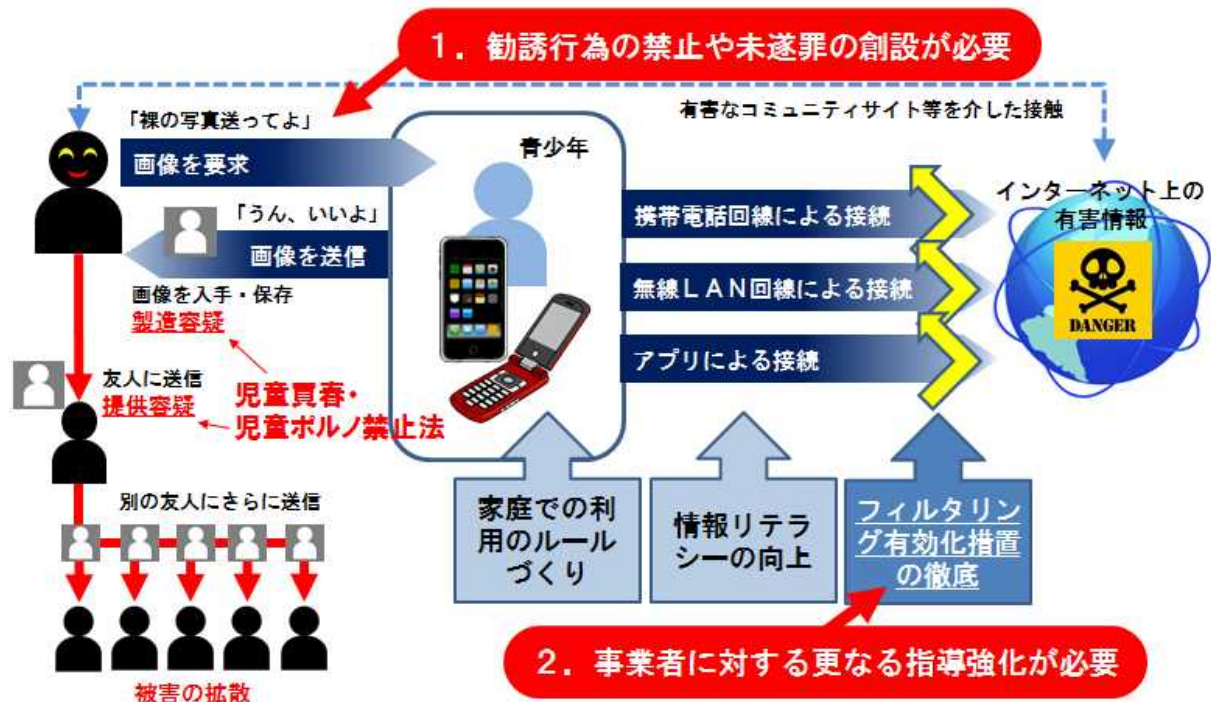 １．勧誘行為の禁止や未遂罪の創設が必要
有害なコミュニティサイト等を介した接触
「裸の写真送ってよ」
画像を要求
青少年
「うん、いいよ」
画像を送信
画像を入手・保存
製造容疑
友人に送信
提供容疑
児童買春・
児童ポルノ禁止法
別の友人にさらに送信
被害の拡散
携帯電話回線による接続
無線ＬＡＮ回線による接続
アプリによる接続
インターネット上の
有害情報
DANGER
家庭での利
用のルール
づくり
情報リテラ
シーの向上
フィルタリン
グ有効化措置
の徹底
２．事業者に対する更なる指導強化が必要